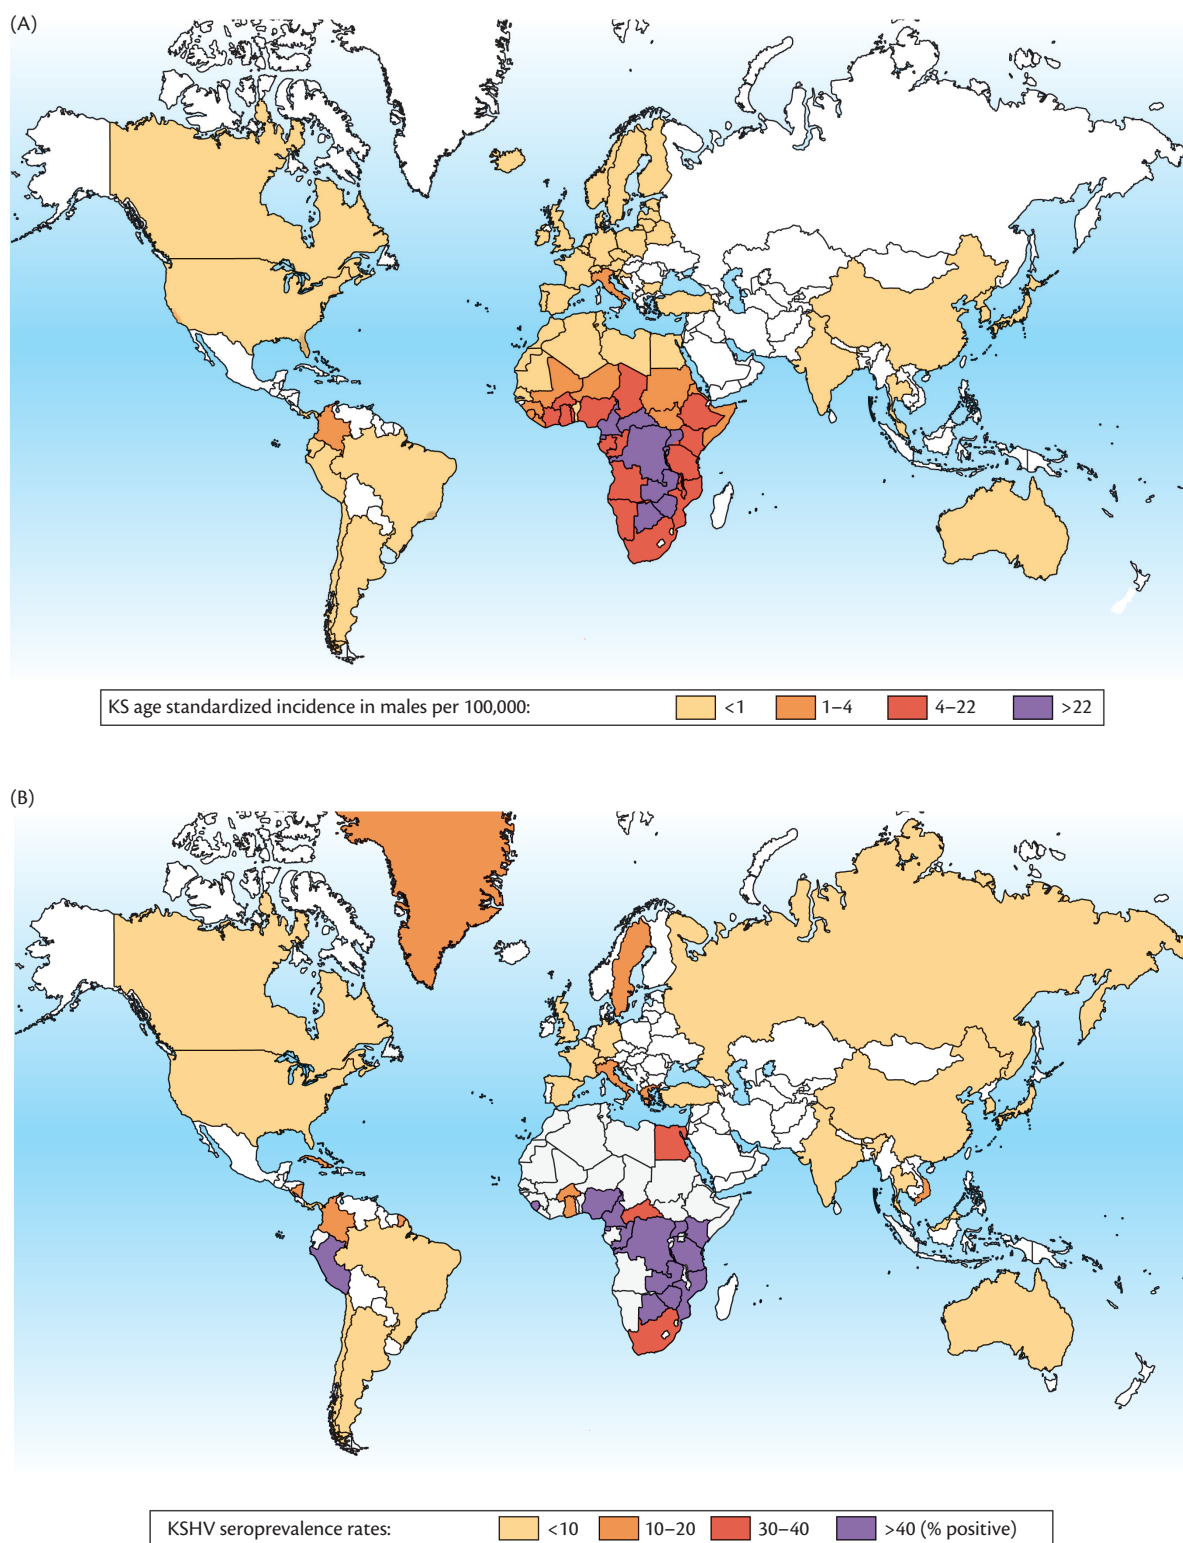 (A)
KS age standardized incidence in males per 100,000: <1 1–4 4–22 >22
(B)
KSHV seroprevalence rates: <10 10–20 30–40 >40 (% positive)